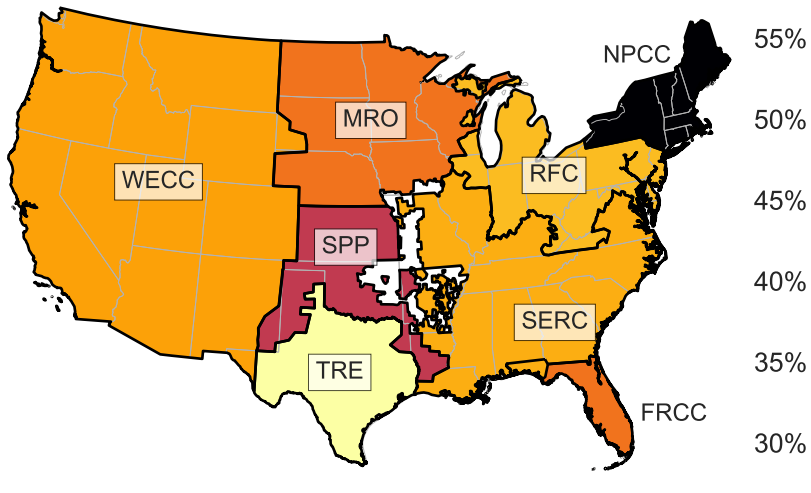 55%
NPCC
MRO
50%
WECC
RFC
45%
SPP
40%
SERC
35%
TRE
FRCC
30%